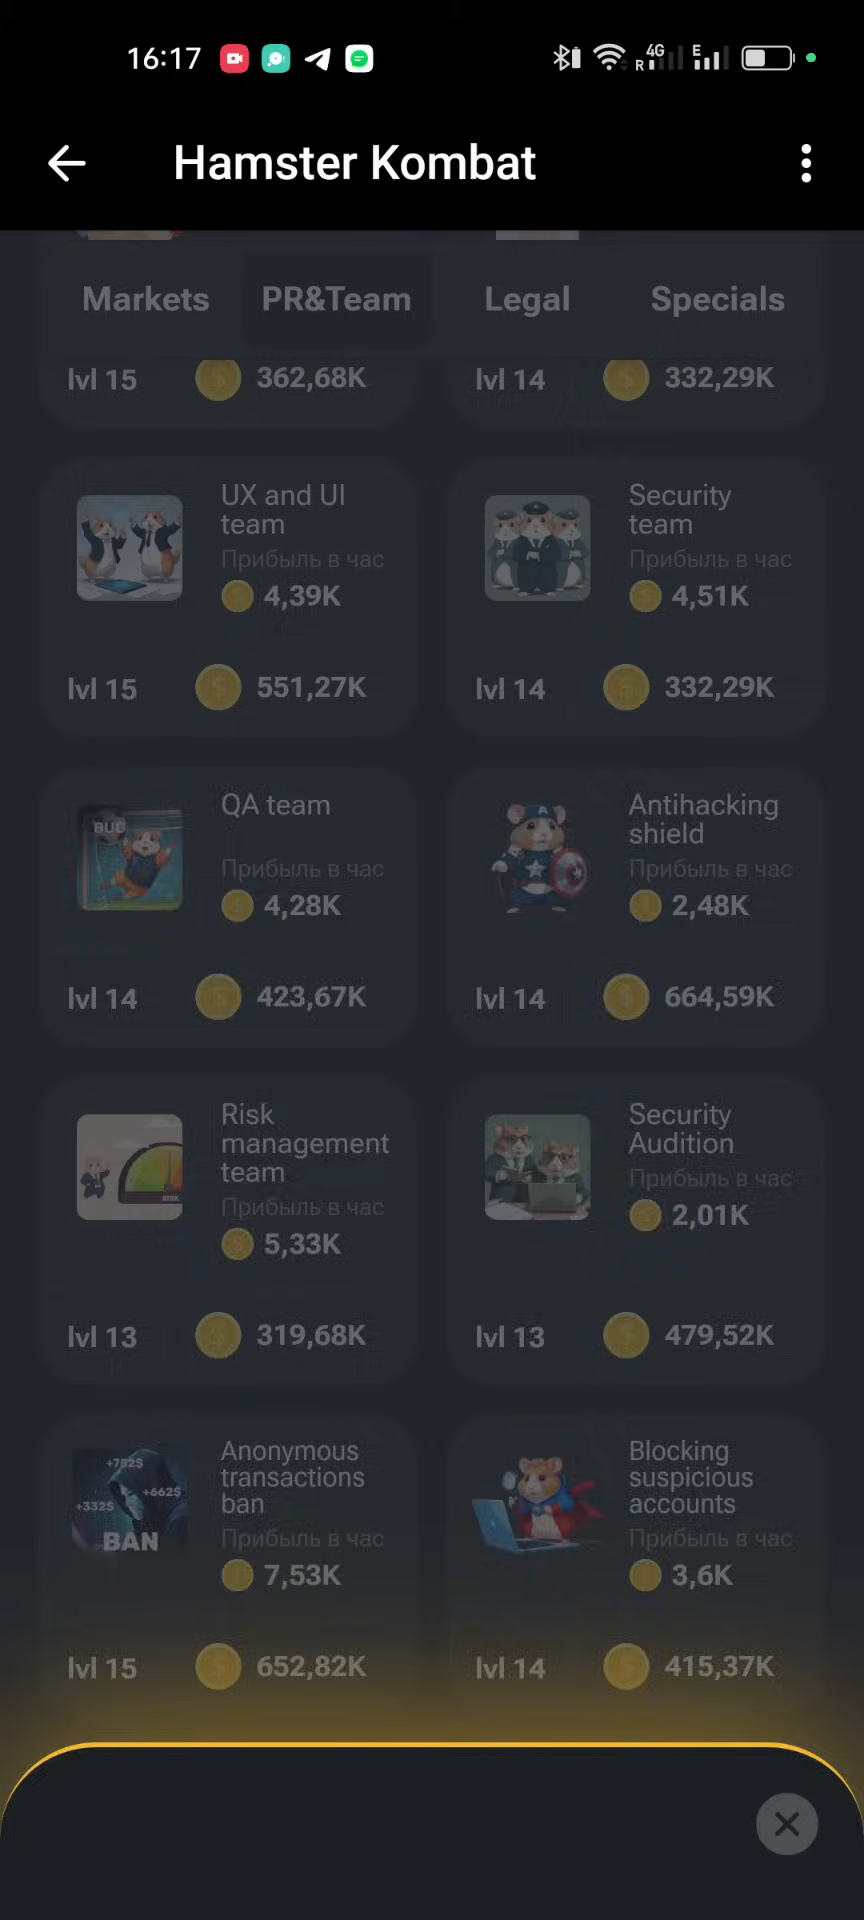 16:17
4G
R
E
Hamster Kombat
Markets
PR&Team
Legal
Specials
lvl 15
362,68K
lvl 14
332,29K
UX and UI
team
Прибыль в час
4,39K
lvl 15
551,27K
Security
team
Прибыль в час
4,51K
lvl 14
332,29K
BUG
QA team
Прибыль в час
4,28K
lvl 14
423,67K
A
Antihacking
shield
Прибыль в час
2,48K
lvl 14
664,59K
RISK
Risk
management
team
Прибыль в час
5,33K
lvl 13
319,68K
Security
Audition
Прибыль в час
2,01K
lvl 13
479,52K
+752$
+662$
+332$
BAN
Anonymous
transactions
ban
Прибыль в час
7,53K
lvl 15
652,82K
Blocking
suspicious
accounts
Прибыль в час
3,6K
lvl 14
415,37K